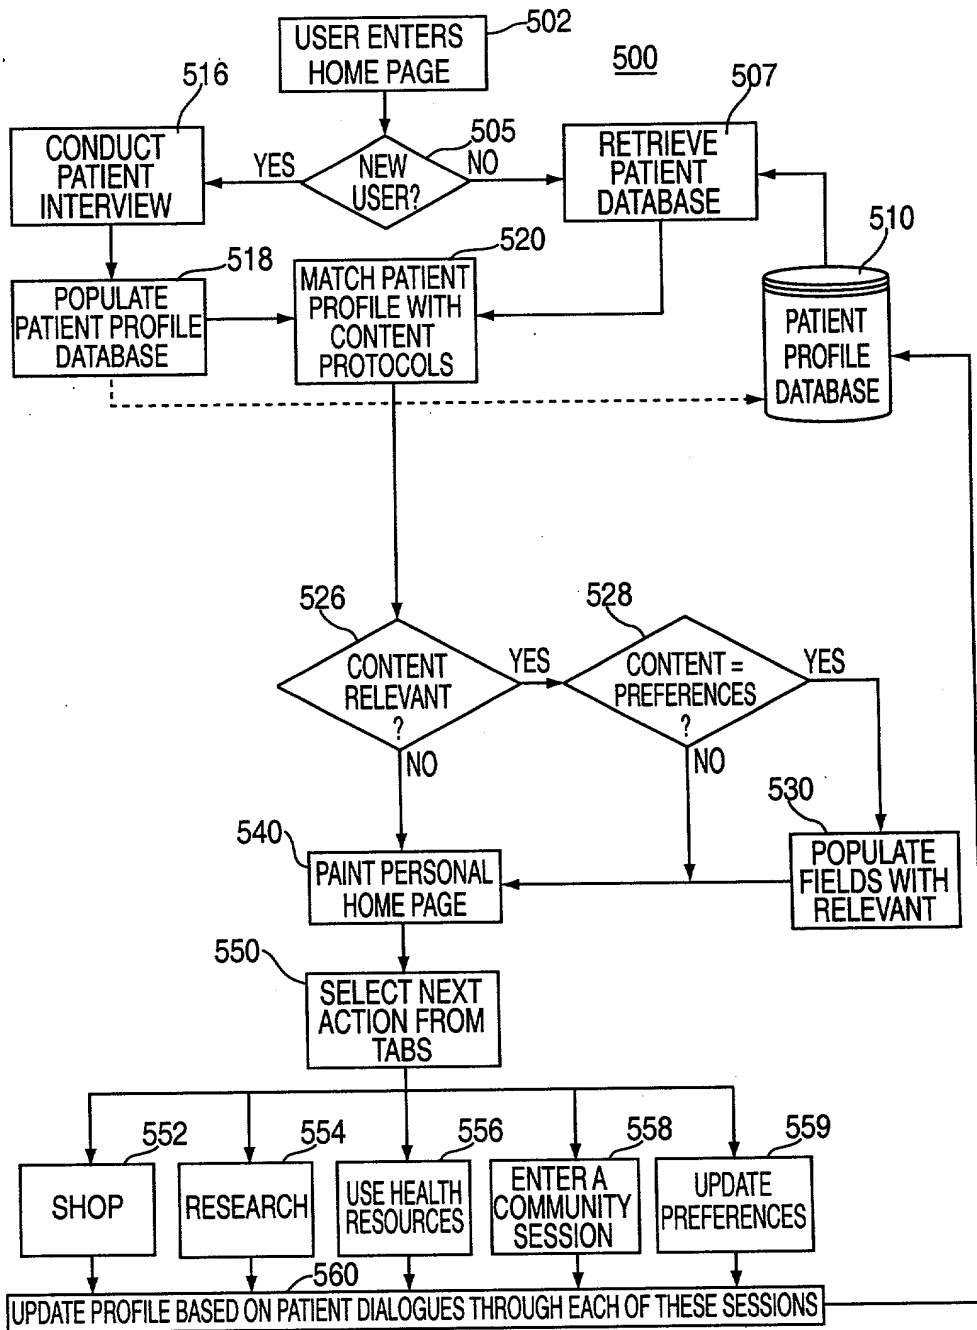 USER ENTERS
HOME PAGE
502
500
516
CONDUCT
PATIENT
INTERVIEW
YES
NEW
USER?
505
NO
507
RETRIEVE
PATIENT
DATABASE
510
PATIENT
PROFILE
DATABASE
518
POPULATE
PATIENT PROFILE
DATABASE
520
MATCH PATIENT
PROFILE WITH
CONTENT
PROTOCOLS
526
CONTENT
RELEVANT
?
YES
NO
528
CONTENT =
PREFERENCES
?
YES
NO
530
POPULATE
FIELDS WITH
RELEVANT
540
PAINT PERSONAL
HOME PAGE
550
SELECT NEXT
ACTION FROM
TABS
552
SHOP
554
RESEARCH
556
USE HEALTH
RESOURCES
558
ENTER A
COMMUNITY
SESSION
559
UPDATE
PREFERENCES
560
UPDATE PROFILE BASED ON PATIENT DIALOGUES THROUGH EACH OF THESE SESSIONS